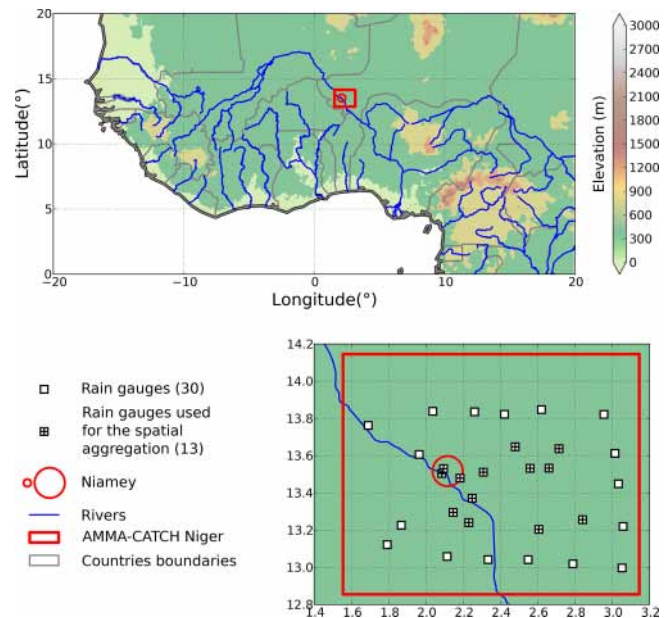 20
15
10
5
0
Latitude(°)
−20
−10
0
10
20
Longitude(°)
3000
2700
2400
2100
1800
1500
1200
900
600
300
0
Elevation (m)
Rain gauges (30)
Rain gauges used
for the spatial
aggregation (13)
Niamey
Rivers
AMMA-CATCH Niger
Countries boundaries
14.2
14.0
13.8
13.6
13.4
13.2
13.0
12.8
1.4 1.6 1.8 2.0 2.2 2.4 2.6 2.8 3.0 3.2